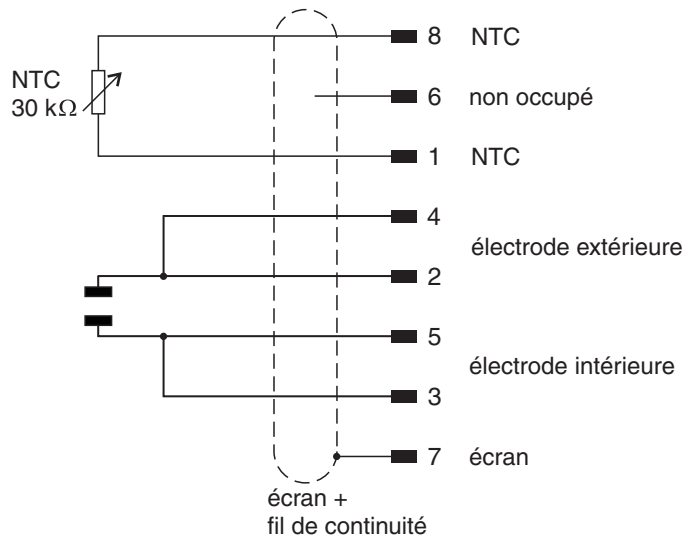 8 NTC
NTC
30 kΩ
6 non occupé
1 NTC
4
électrode extérieure
2
5
électrode intérieure
3
7 écran
écran +
fil de continuité